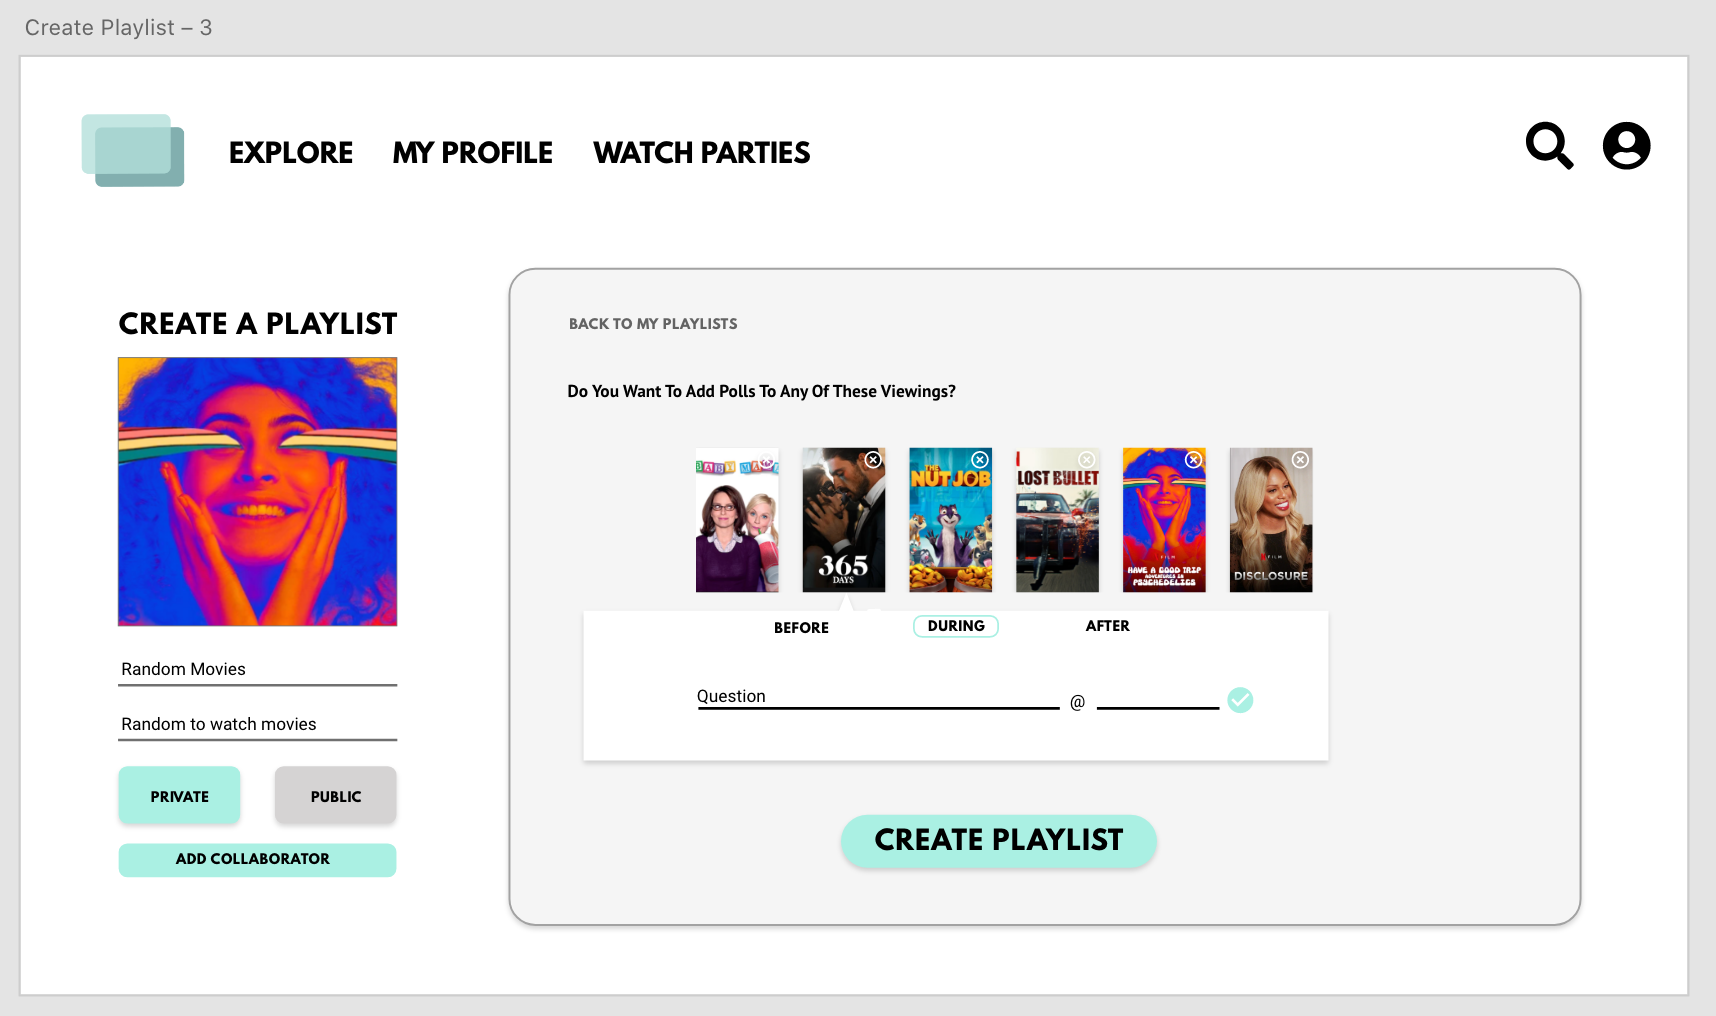 Create Playlist – 3
EXPLORE MY PROFILE WATCH PARTIES
CREATE A PLAYLIST
BACK TO MY PLAYLISTS
Do You Want To Add Polls To Any Of These Viewings?
BABY MAMA
365
DAYS
THE
NUT JOB
LOST BULLET
FILM
HAVE A GOOD TRIP
ADVENTURES IN
PSYCHEDELICS
FILM
DISCLOSURE
BEFORE DURING AFTER
Question @
Random Movies
Random to watch movies
PRIVATE PUBLIC
ADD COLLABORATOR
CREATE PLAYLIST